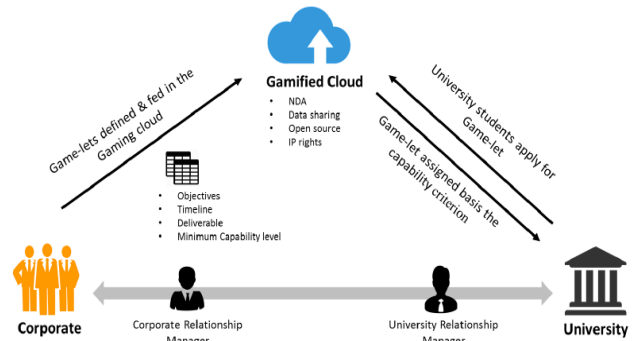 Gamified Cloud
• NDA
• Data sharing
• Open source
• IP rights
Game-lets defined & fed in the
Gaming cloud
University students apply for
Game-let
Game-let assigned basis the
capability criterion
• Objectives
• Timeline
• Deliverable
• Minimum Capability level
Corporate
Corporate Relationship
Manager
University Relationship
Manager
University